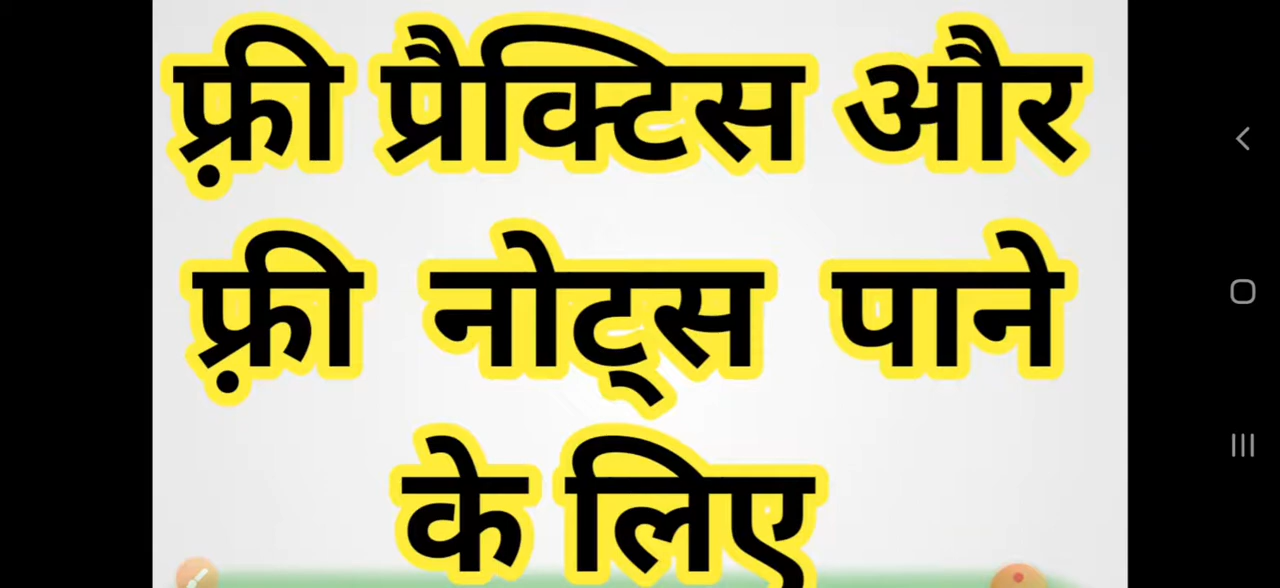 फ़्री प्रैक्टिस और
फ़्री नोट्स पाने
के लिए